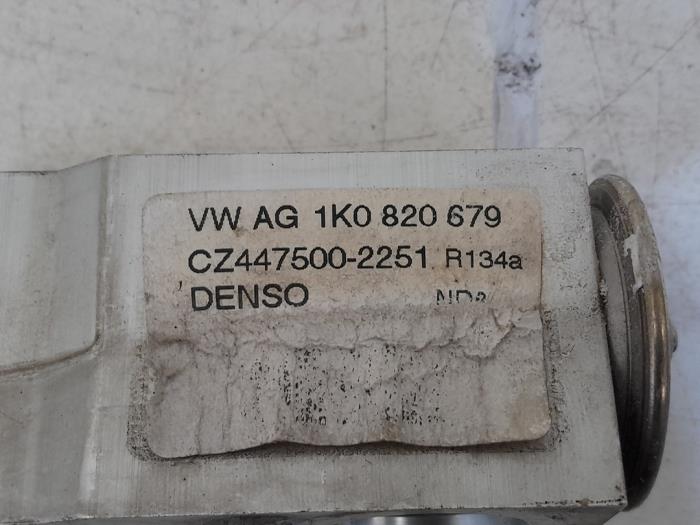 VW AG 1K0 820 679
CZ447500-2251 R134a
DENSO